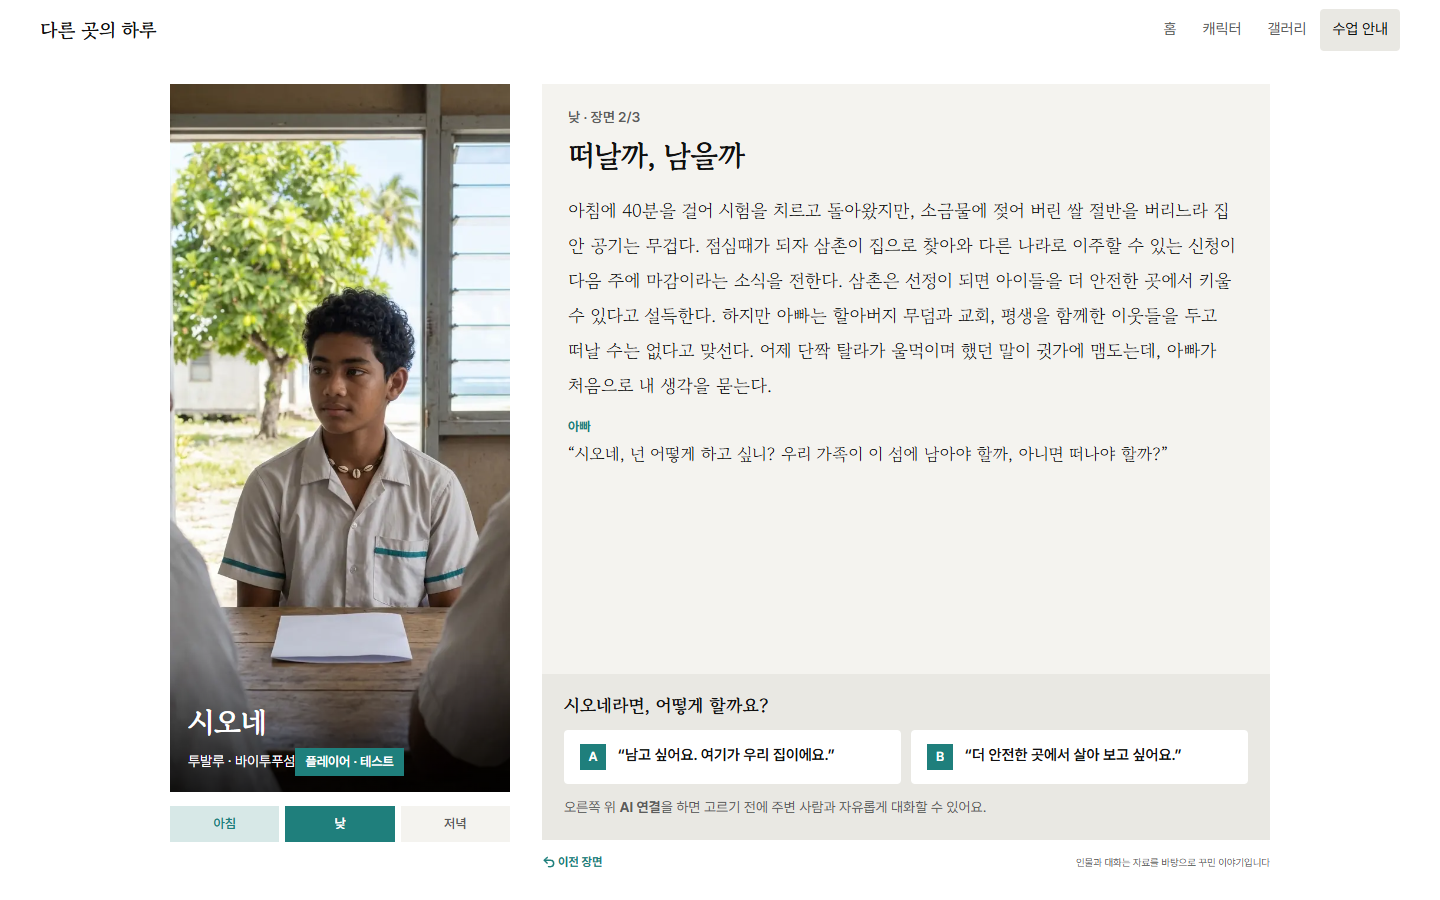 다른 곳의 하루
홈 캐릭터 갤러리 수업 안내
시오네
투발루 · 바이투푸섬 플레이어 · 테스트
아침 낮 저녁
낮 · 장면 2/3
떠날까, 남을까
아침에 40분을 걸어 시험을 치르고 돌아왔지만, 소금물에 젖어 버린 쌀 절반을 버리느라 집
안 공기는 무겁다. 점심때가 되자 삼촌이 집으로 찾아와 다른 나라로 이주할 수 있는 신청이
다음 주에 마감이라는 소식을 전한다. 삼촌은 선정이 되면 아이들을 더 안전한 곳에서 키울
수 있다고 설득한다. 하지만 아빠는 할아버지 무덤과 교회, 평생을 함께한 이웃들을 두고
떠날 수는 없다고 맞선다. 어제 단짝 탈라가 울먹이며 했던 말이 귓가에 맴도는데, 아빠가
처음으로 내 생각을 묻는다.
아빠
“시오네, 넌 어떻게 하고 싶니? 우리 가족이 이 섬에 남아야 할까, 아니면 떠나야 할까?”
시오네라면, 어떻게 할까요?
A “남고 싶어요. 여기가 우리 집이에요.”
B “더 안전한 곳에서 살아 보고 싶어요.”
오른쪽 위 AI 연결을 하면 고르기 전에 주변 사람과 자유롭게 대화할 수 있어요.
이전 장면
인물과 대화는 자료를 바탕으로 꾸민 이야기입니다